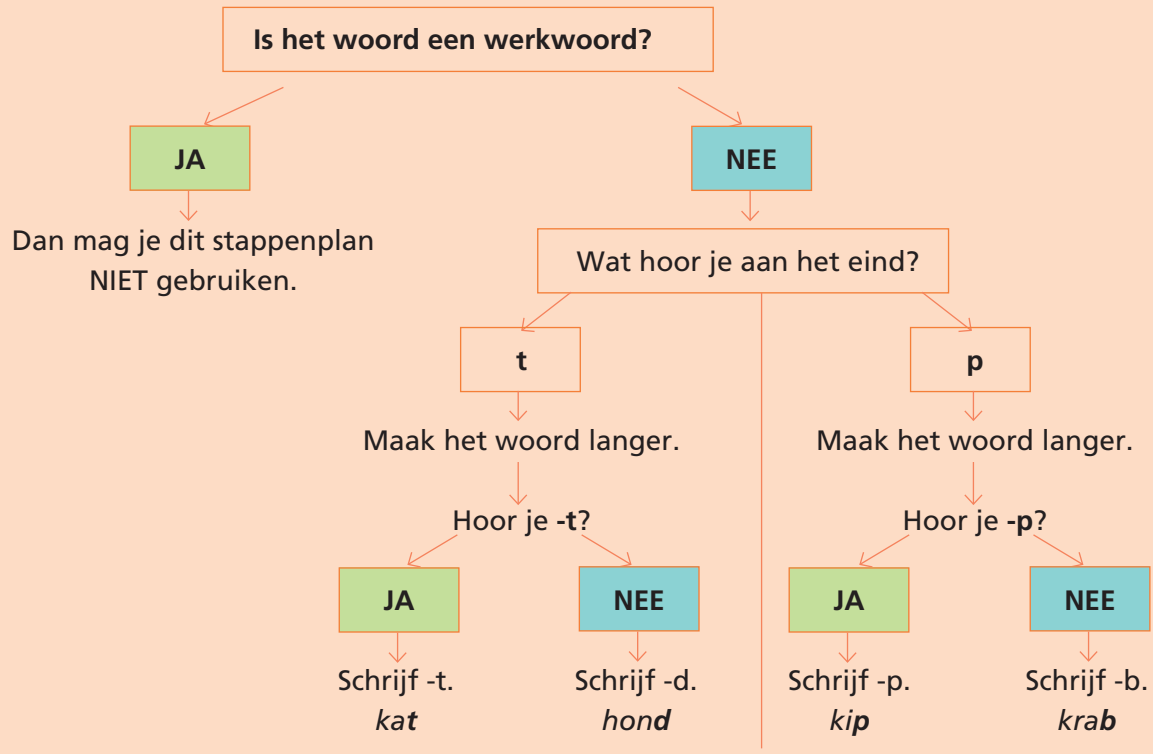 Is het woord een werkwoord?
JA
Dan mag je dit stappenplan
NIET gebruiken.
NEE
Wat hoor je aan het eind?
t
Maak het woord langer.
Hoor je -t?
JA
Schrijf -t.
kat
NEE
Schrijf -d.
hond
p
Maak het woord langer.
Hoor je -p?
JA
Schrijf -p.
kip
NEE
Schrijf -b.
krab